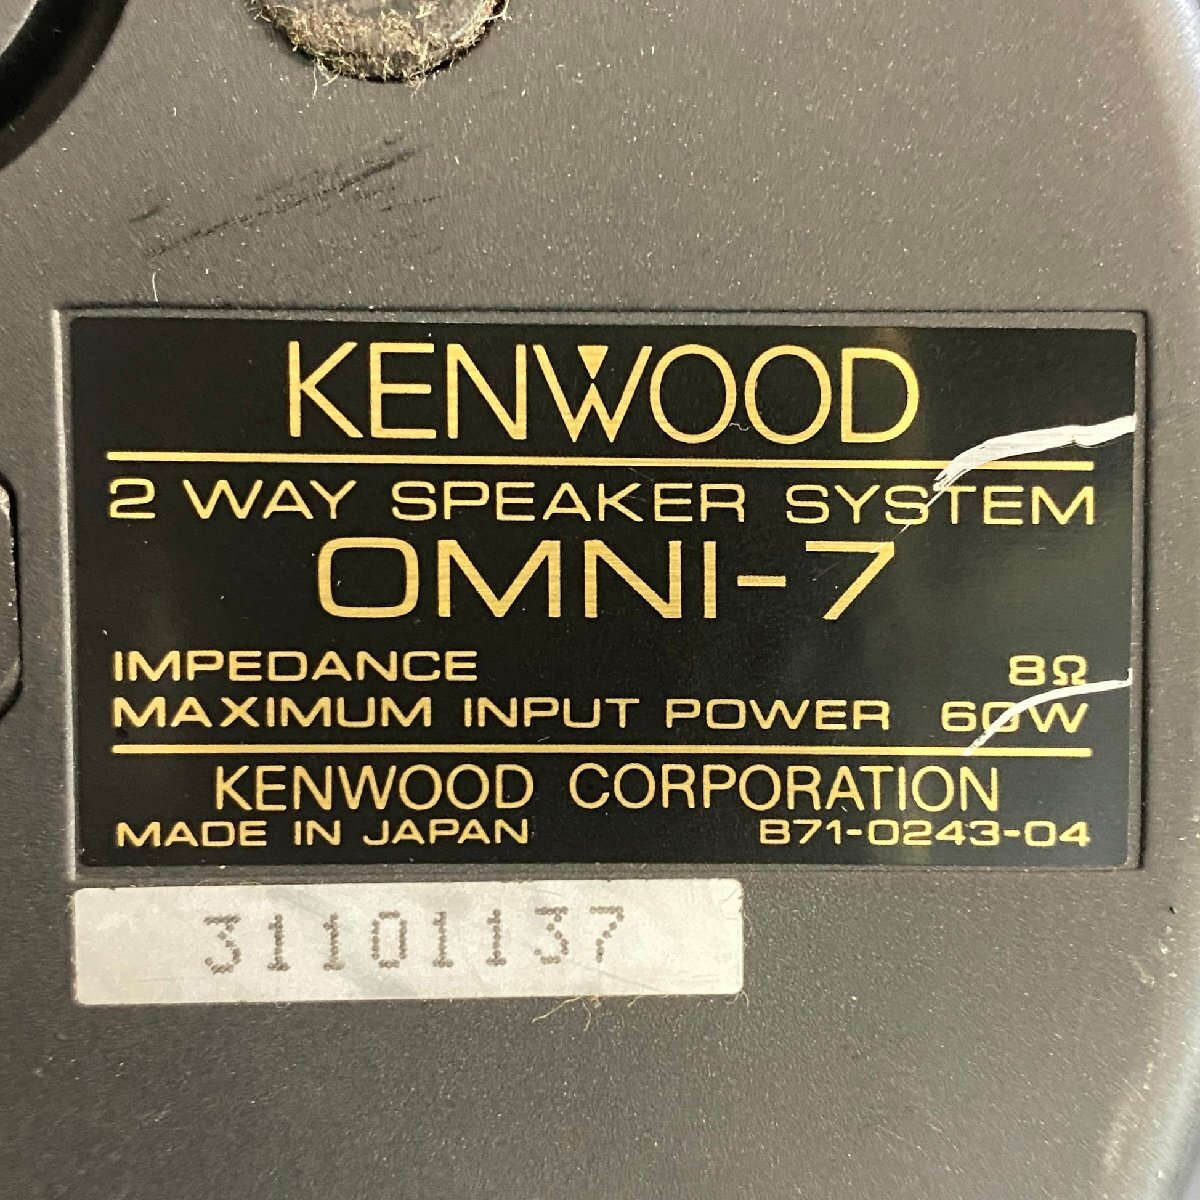 KENWOOD
2 WAY SPEAKER SYSTEM
OMNI-7
IMPEDANCE 8Ω
MAXIMUM INPUT POWER 60W
KENWOOD CORPORATION
MADE IN JAPAN B71-0243-04
31101137